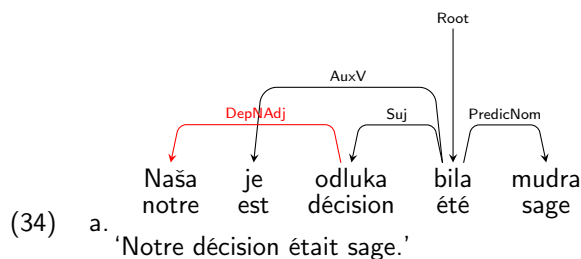 Root
AuxV
DepNAdj Suj PredicNom
Naša je odluka bila mudra
notre est décision été sage
(34) a.
'Notre décision était sage.'